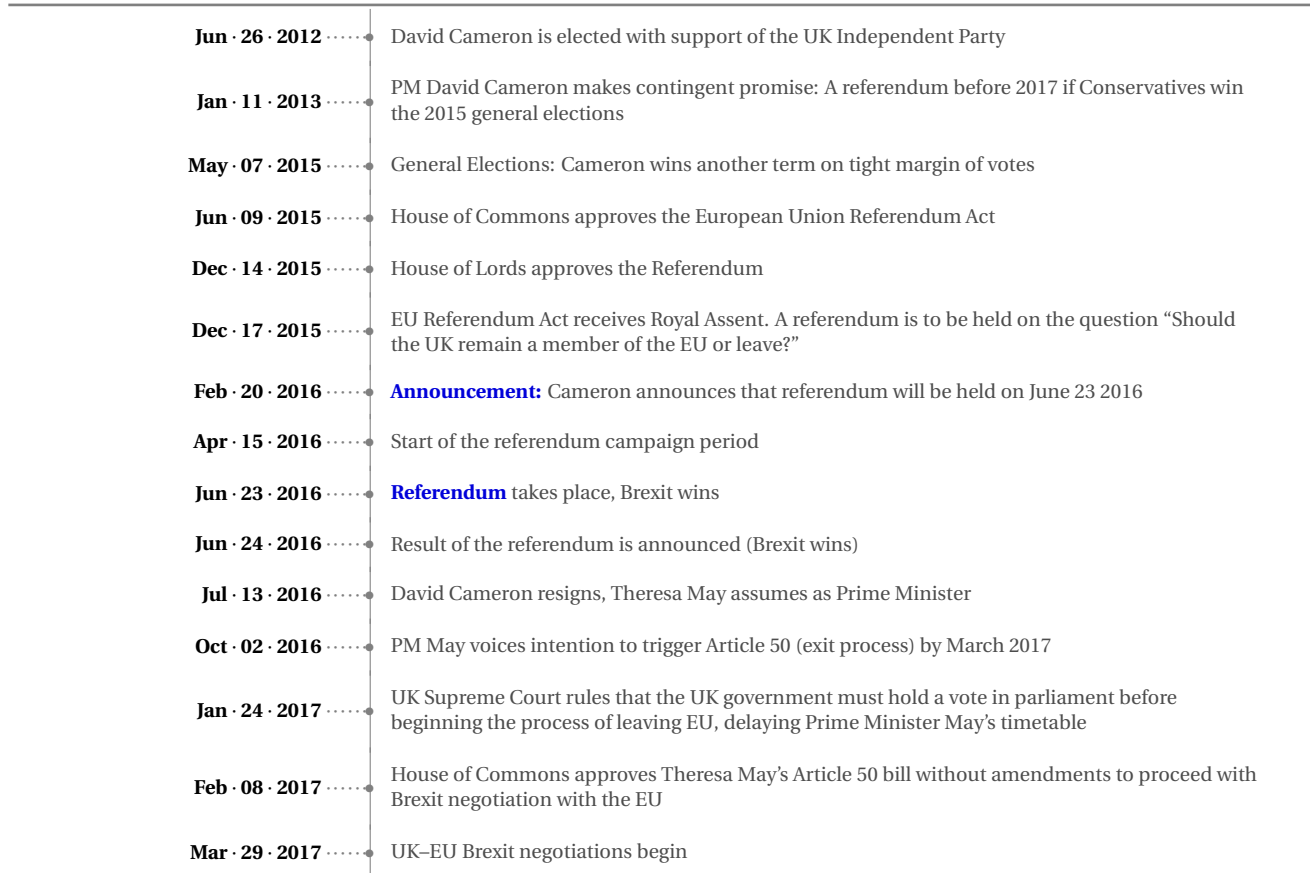 Jun · 26 · 2012 David Cameron is elected with support of the UK Independent Party
Jan · 11 · 2013 PM David Cameron makes contingent promise: A referendum before 2017 if Conservatives win
the 2015 general elections
May · 07 · 2015 General Elections: Cameron wins another term on tight margin of votes
Jun · 09 · 2015 House of Commons approves the European Union Referendum Act
Dec · 14 · 2015 House of Lords approves the Referendum
Dec · 17 · 2015 EU Referendum Act receives Royal Assent. A referendum is to be held on the question “Should
the UK remain a member of the EU or leave?”
Feb · 20 · 2016 Announcement: Cameron announces that referendum will be held on June 23 2016
Apr · 15 · 2016 Start of the referendum campaign period
Jun · 23 · 2016 Referendum takes place, Brexit wins
Jun · 24 · 2016 Result of the referendum is announced (Brexit wins)
Jul · 13 · 2016 David Cameron resigns, Theresa May assumes as Prime Minister
Oct · 02 · 2016 PM May voices intention to trigger Article 50 (exit process) by March 2017
Jan · 24 · 2017 UK Supreme Court rules that the UK government must hold a vote in parliament before
beginning the process of leaving EU, delaying Prime Minister May’s timetable
Feb · 08 · 2017 House of Commons approves Theresa May’s Article 50 bill without amendments to proceed with
Brexit negotiation with the EU
Mar · 29 · 2017 UK–EU Brexit negotiations begin